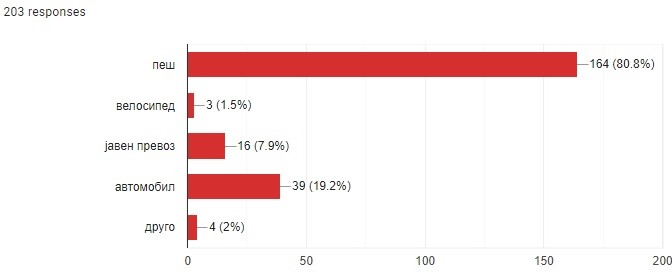 203 responses
пеш
164 (80.8%)
велосипед
3 (1.5%)
јавен превоз
16 (7.9%)
автомобил
39 (19.2%)
друго
4 (2%)
0 50 100 150 200